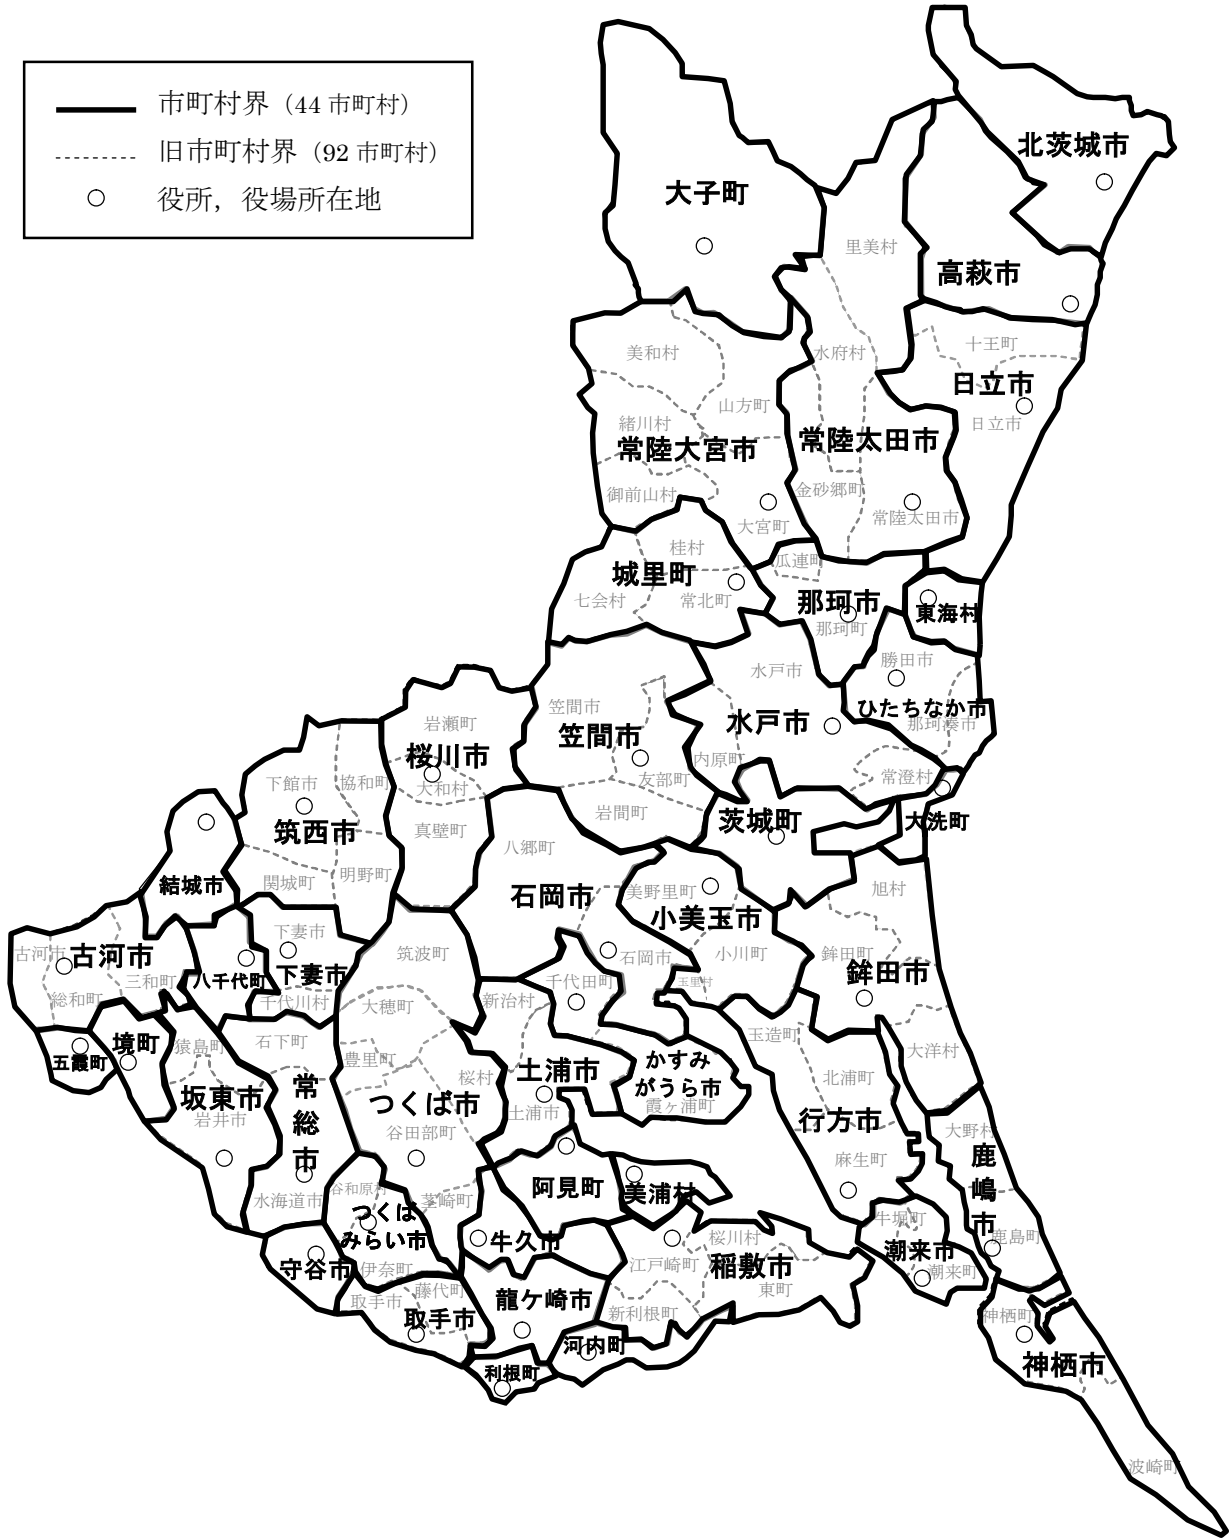 市町村界（44 市町村）
旧市町村界（92 市町村）
役所，役場所在地
北茨城市
大子町
里美村
高萩市
十王町
美和村
水府村
日立市
山方町
日立市
緒川村
常陸大宮市
常陸太田市
御前山村
金砂郷町
大宮町
常陸太田市
桂村
瓜連町
城里町
七会村
常北町
那珂市
東海村
那珂町
水戸市
勝田市
笠間市
ひたちなか市
岩瀬町
水戸市
那珂湊市
笠間市
桜川市
内原町
下館市
協和町
友部町
常澄村
大和村
岩間町
茨城町
大洗町
筑西市
真壁町
八郷町
結城市
関城町
明野町
石岡市
美野里町
旭村
小美玉市
下妻市
古河市
古河市
筑波町
石岡市
小川町
鉾田町
三和町
八千代町
下妻市
千代田町
玉里村
鉾田市
総和町
千代川村
大穂町
新治村
境町
猿島町
石下町
玉造町
大洋村
五霞町
豊里町
桜村
土浦市
かすみ
がうら市
北浦町
坂東市
常総市
つくば市
土浦市
霞ヶ浦町
岩井市
行方市
谷田部町
大野村
麻生町
鹿嶋市
水海道市
谷和原村
茎崎町
阿見町
美浦村
つくば
みらい市
牛堀町
牛久市
桜川村
鹿島町
潮来市
守谷市
伊奈町
江戸崎町
稲敷市
潮来町
藤代町
東町
取手市
龍ケ崎市
新利根町
取手市
神栖町
河内町
利根町
神栖市
波崎町